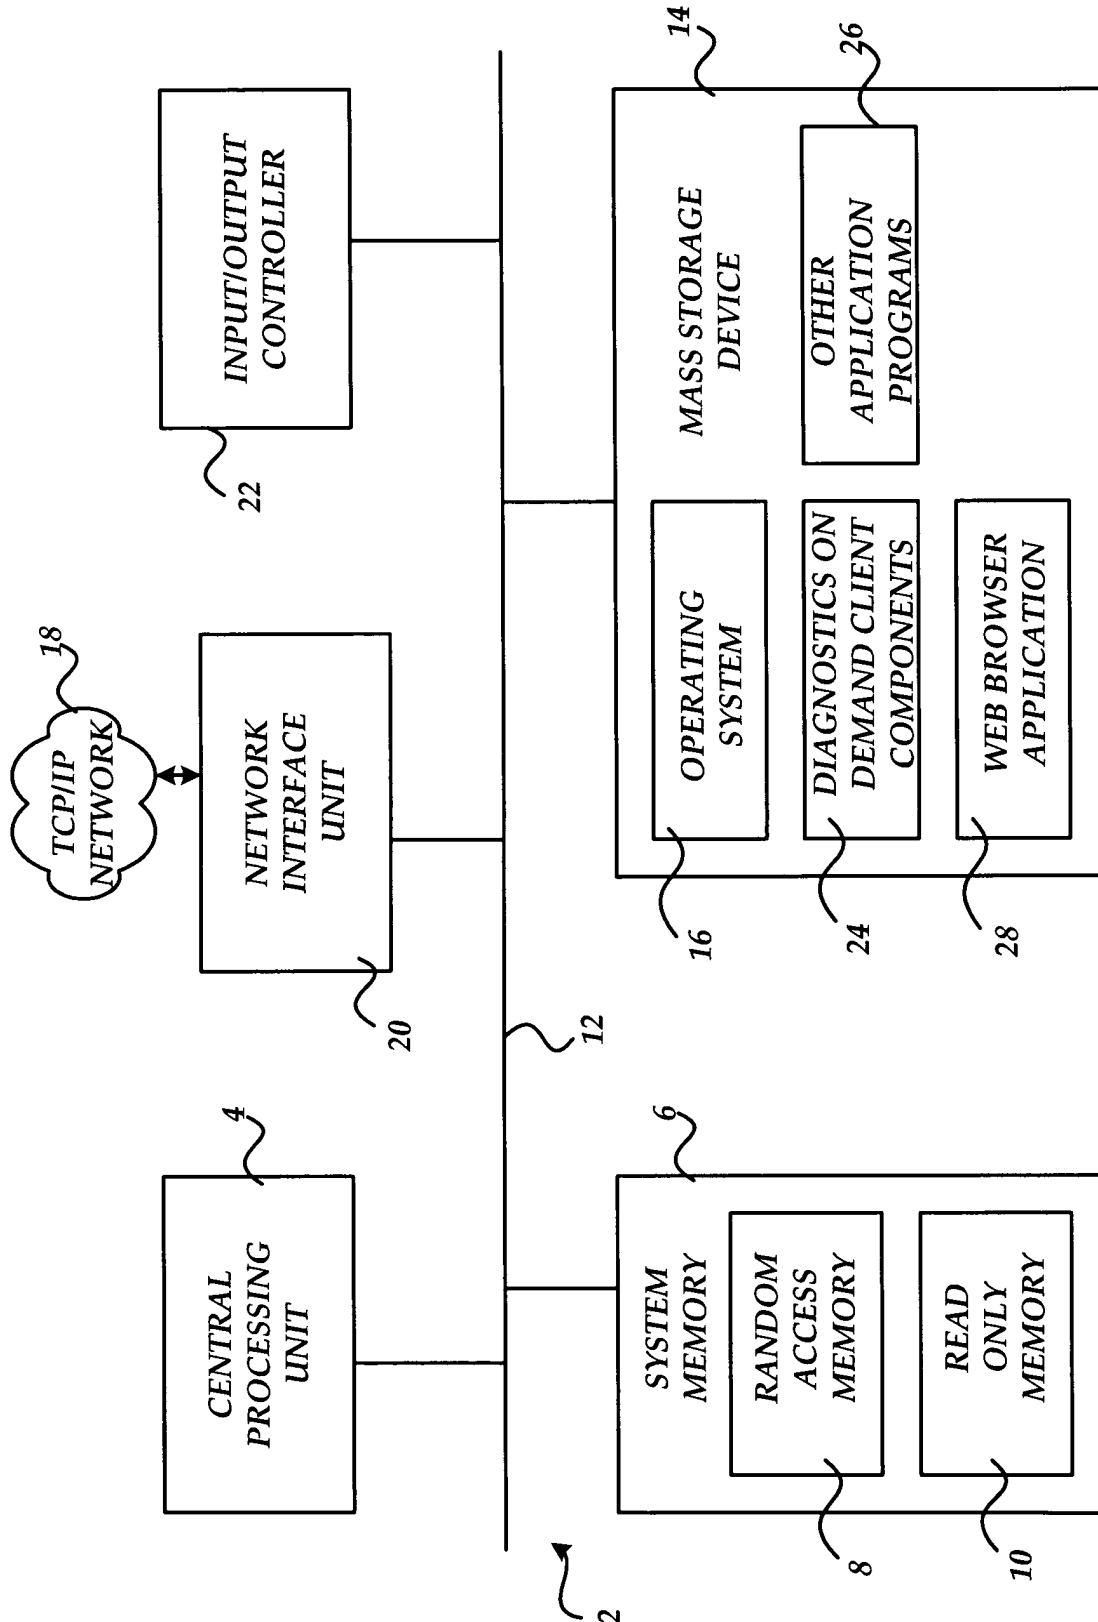 18
TCP/IP
NETWORK
4
CENTRAL
PROCESSING
UNIT
20
NETWORK
INTERFACE
UNIT
22
INPUT/OUTPUT
CONTROLLER
12
2
6
SYSTEM
MEMORY
8
RANDOM
ACCESS
MEMORY
10
READ
ONLY
MEMORY
14
MASS STORAGE
DEVICE
16
OPERATING
SYSTEM
24
DIAGNOSTICS ON
DEMAND CLIENT
COMPONENTS
26
OTHER
APPLICATION
PROGRAMS
28
WEB BROWSER
APPLICATION